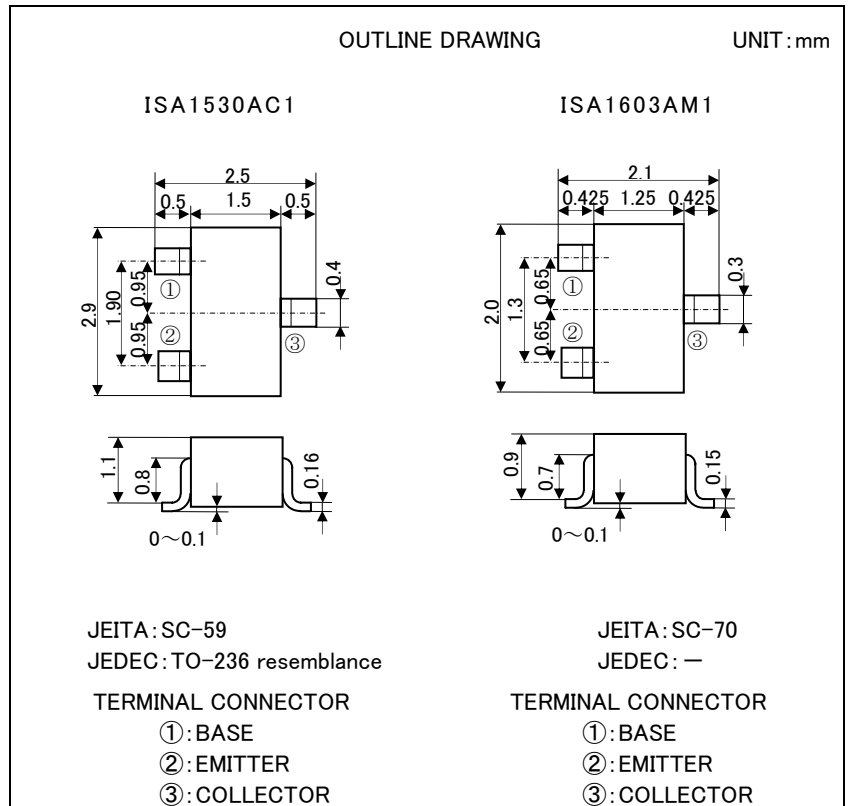 OUTLINE DRAWING UNIT:mm
ISA1530AC1
2.5
0.5 1.5 0.5
2.9
1.90
0.95
0.95
0.4
①
②
③
1.1
0.8
0.16
0～0.1
JEITA:SC-59
JEDEC:TO-236 resemblance
TERMINAL CONNECTOR
①:BASE
②:EMITTER
③:COLLECTOR
ISA1603AM1
2.1
0.425 1.25 0.425
2.0
1.3
0.65
0.65
0.3
①
②
③
0.9
0.7
0.15
0～0.1
JEITA:SC-70
JEDEC:－
TERMINAL CONNECTOR
①:BASE
②:EMITTER
③:COLLECTOR